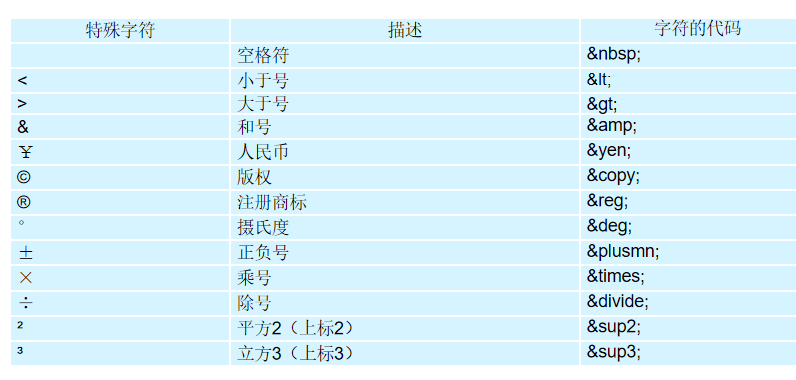 特殊字符 描述 字符的代码
空格符 &nbsp;
< 小于号 &lt;
> 大于号 &gt;
& 和号 &amp;
¥ 人民币 &yen;
© 版权 &copy;
® 注册商标 &reg;
° 摄氏度 &deg;
± 正负号 &plusmn;
× 乘号 &times;
÷ 除号 &divide;
² 平方2（上标2） &sup2;
³ 立方3（上标3） &sup3;